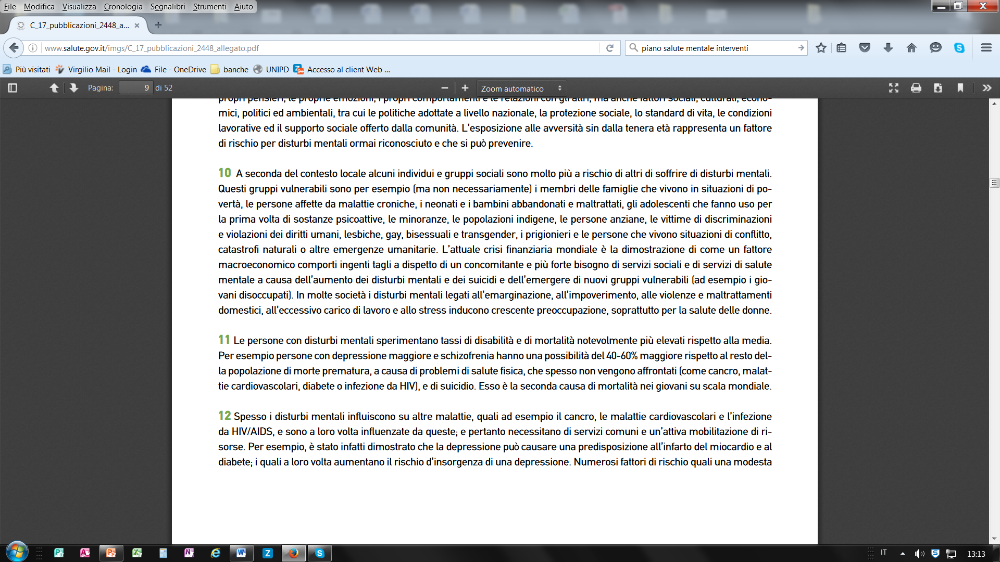 File Modifica Visualizza Cronologia Segnalibri Strumenti Aiuto
C_17_pubblicazioni_2448_a...
www.salute.gov.it/imgs/C_17_pubblicazioni_2448_allegato.pdf
piano salute mentale interventi
Più visitati Virgilio Mail - Login File - OneDrive banche UNIPD Accesso al client Web ...
Pagina: 9 di 52
Zoom automatico
propri pensieri, le proprie emozioni, i propri comportamenti e le relazioni con gli altri, ma anche fattori sociali, culturali, econo-
mici, politici ed ambientali, tra cui le politiche adottate a livello nazionale, la protezione sociale, lo standard di vita, le condizioni
lavorative ed il supporto sociale offerto dalla comunità. L'esposizione alle avversità sin dalla tenera età rappresenta un fattore
di rischio per disturbi mentali ormai riconosciuto e che si può prevenire.
10 A seconda del contesto locale alcuni individui e gruppi sociali sono molto più a rischio di altri di soffrire di disturbi mentali.
Questi gruppi vulnerabili sono per esempio (ma non necessariamente) i membri delle famiglie che vivono in situazioni di po-
vertà, le persone affette da malattie croniche, i neonati e i bambini abbandonati e maltrattati, gli adolescenti che fanno uso per
la prima volta di sostanze psicoattive, le minoranze, le popolazioni indigene, le persone anziane, le vittime di discriminazioni
e violazioni dei diritti umani, lesbiche, gay, bisessuali e transgender, i prigionieri e le persone che vivono situazioni di conflitto,
catastrofi naturali o altre emergenze umanitarie. L'attuale crisi finanziaria mondiale è la dimostrazione di come un fattore
macroeconomico comporti ingenti tagli a dispetto di un concomitante e più forte bisogno di servizi sociali e di servizi di salute
mentale a causa dell'aumento dei disturbi mentali e dei suicidi e dell'emergere di nuovi gruppi vulnerabili (ad esempio i gio-
vani disoccupati). In molte società i disturbi mentali legati all'emarginazione, all'impoverimento, alle violenze e maltrattamenti
domestici, all'eccessivo carico di lavoro e allo stress inducono crescente preoccupazione, soprattutto per la salute delle donne.
11 Le persone con disturbi mentali sperimentano tassi di disabilità e di mortalità notevolmente più elevati rispetto alla media.
Per esempio persone con depressione maggiore e schizofrenia hanno una possibilità del 40-60% maggiore rispetto al resto del-
la popolazione di morte prematura, a causa di problemi di salute fisica, che spesso non vengono affrontati (come cancro, malat-
tie cardiovascolari, diabete o infezione da HIV), e di suicidio. Esso è la seconda causa di mortalità nei giovani su scala mondiale.
12 Spesso i disturbi mentali influiscono su altre malattie, quali ad esempio il cancro, le malattie cardiovascolari e l'infezione
da HIV/AIDS, e sono a loro volta influenzate da queste; e pertanto necessitano di servizi comuni e un'attiva mobilitazione di ri-
sorse. Per esempio, è stato infatti dimostrato che la depressione può causare una predisposizione all'infarto del miocardio e al
diabete; i quali a loro volta aumentano il rischio d'insorgenza di una depressione. Numerosi fattori di rischio quali una modesta
IT
13:13